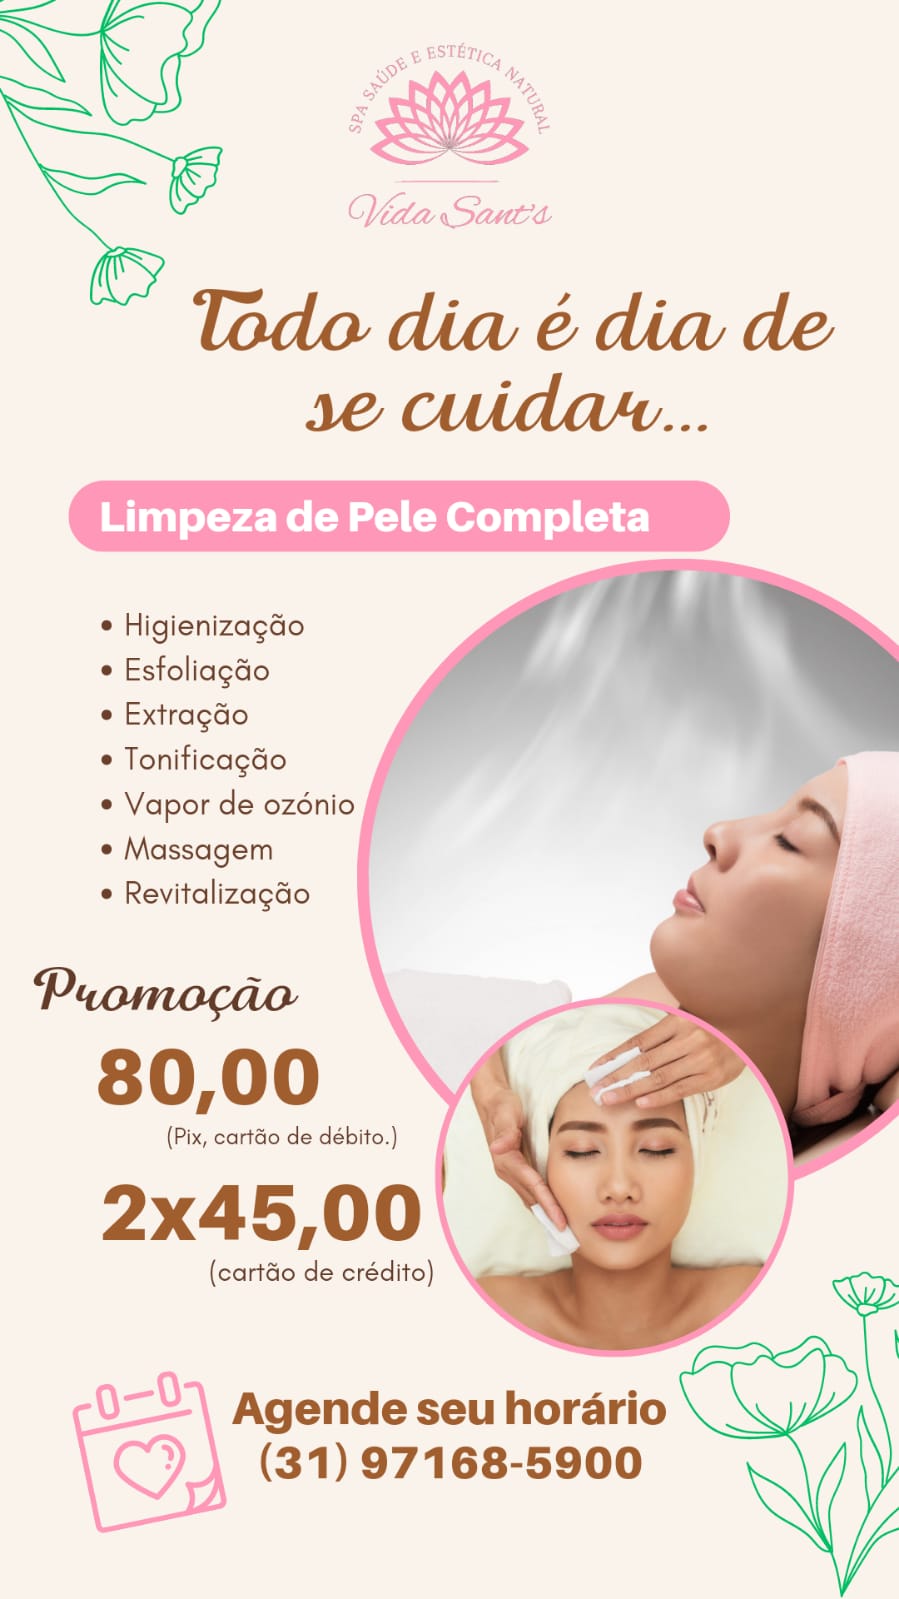 SPA SAÚDE E ESTÉTICA NATURAL
Vida Sant's
Todo dia é dia de
se cuidar...
Limpeza de Pele Completa
• Higienização
• Esfoliação
• Extração
• Tonificação
• Vapor de ozónio
• Massagem
• Revitalização
Promoção
80,00
(Pix, cartão de débito.)
2x45,00
(cartão de crédito)
Agende seu horário
(31) 97168-5900